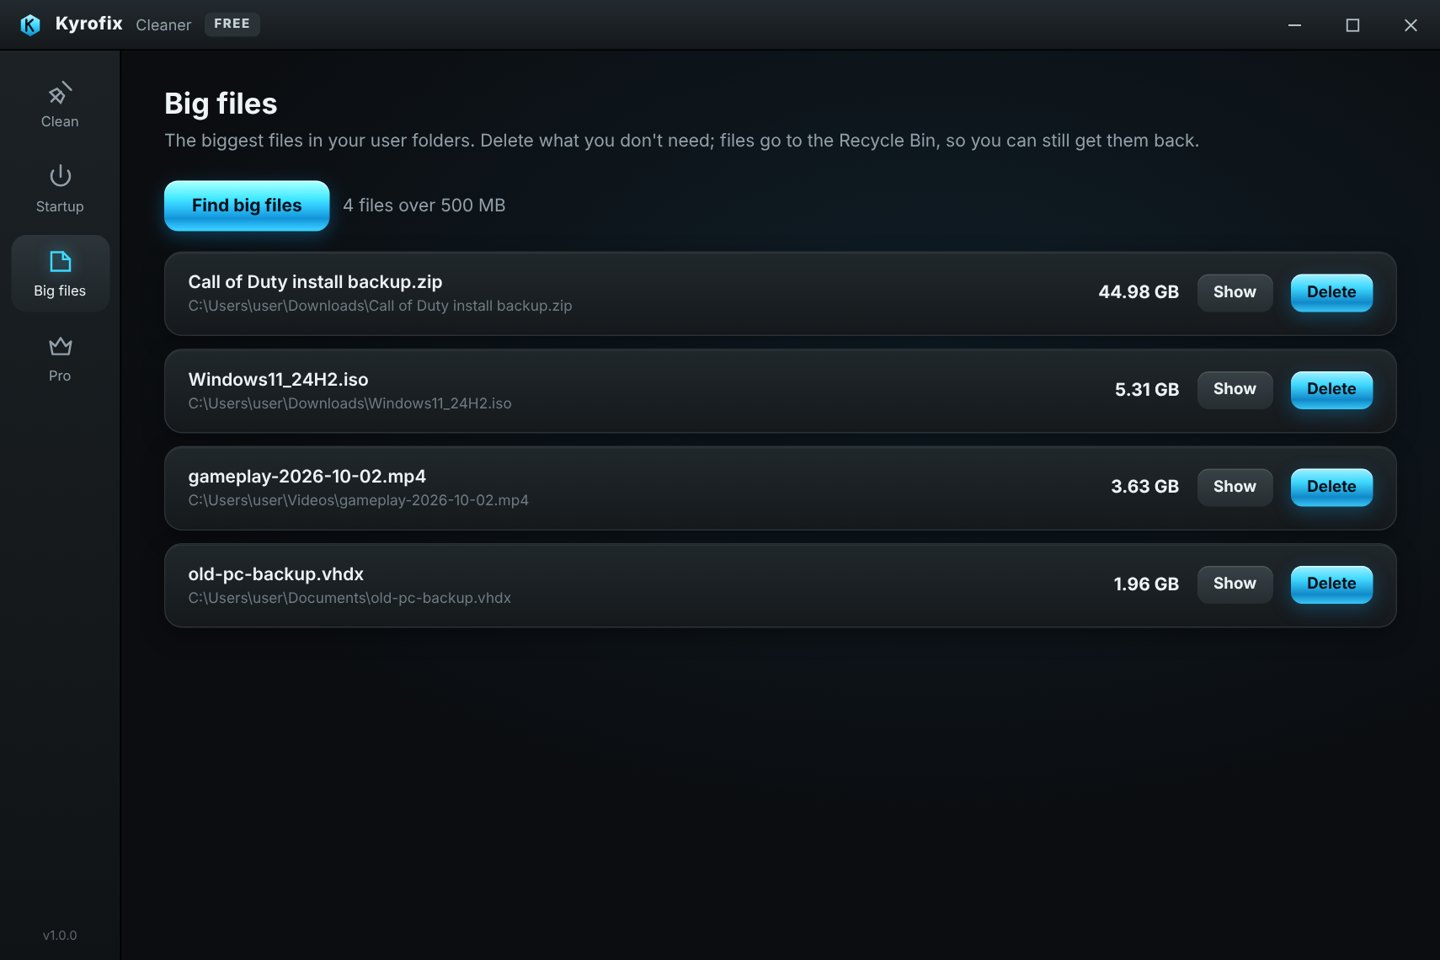 Kyrofix Cleaner FREE
Clean
Startup
Big files
Pro
v1.0.0
Big files
The biggest files in your user folders. Delete what you don't need; files go to the Recycle Bin, so you can still get them back.
Find big files 4 files over 500 MB
Call of Duty install backup.zip
C:\Users\user\Downloads\Call of Duty install backup.zip
44.98 GB Show Delete
Windows11_24H2.iso
C:\Users\user\Downloads\Windows11_24H2.iso
5.31 GB Show Delete
gameplay-2026-10-02.mp4
C:\Users\user\Videos\gameplay-2026-10-02.mp4
3.63 GB Show Delete
old-pc-backup.vhdx
C:\Users\user\Documents\old-pc-backup.vhdx
1.96 GB Show Delete